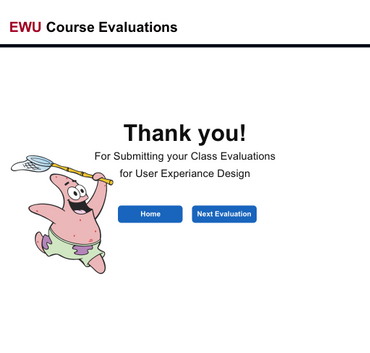 EWU Course Evaluations
Thank you!
For Submitting your Class Evaluations
for User Experiance Design
Home Next Evaluation